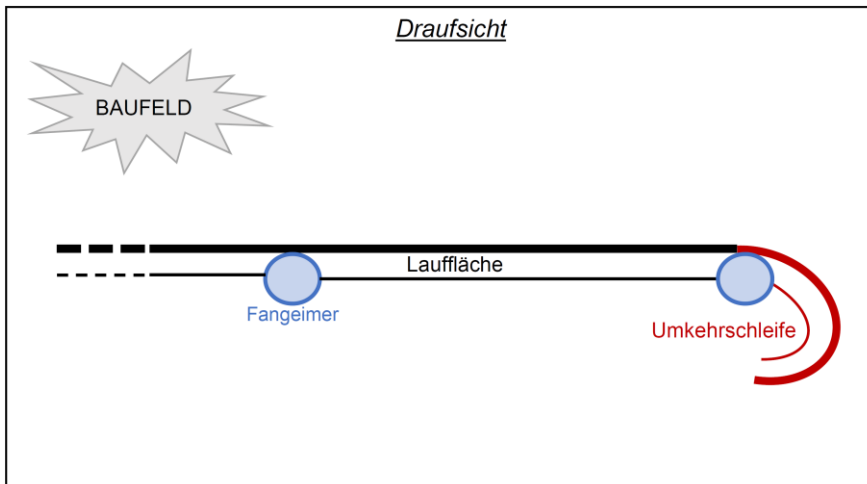 Draufsicht
BAUFELD
Lauffläche
Fangeimer
Umkehrschleife